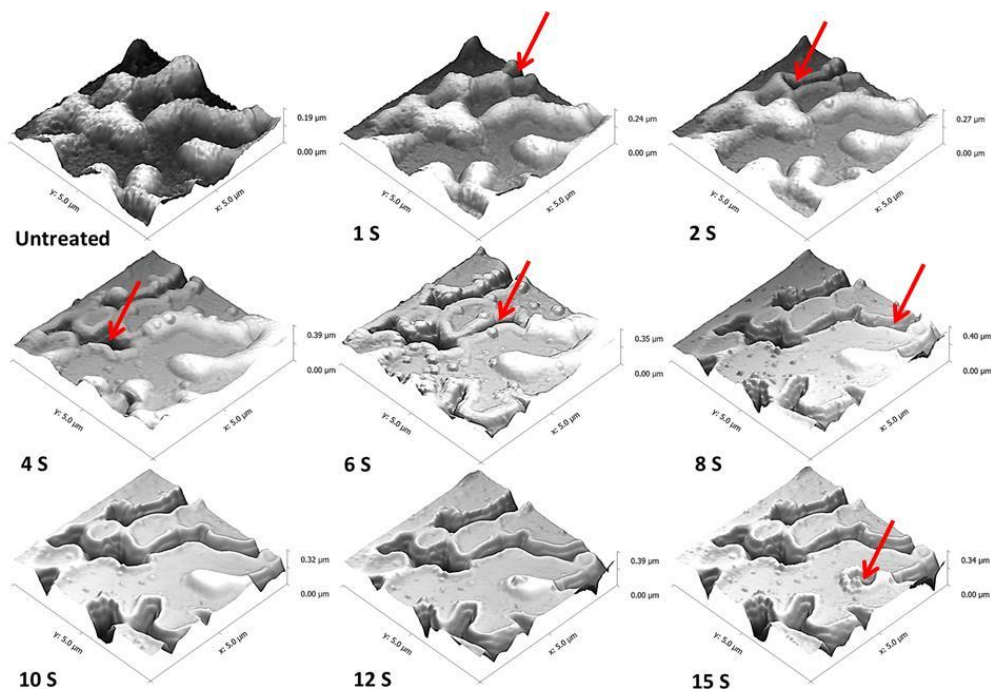 0.19 µm
0.00 µm
y: 5.0 µm
x: 5.0 µm
Untreated
0.24 µm
0.00 µm
y: 5.0 µm
x: 5.0 µm
1 S
0.27 µm
0.00 µm
y: 5.0 µm
x: 5.0 µm
2 S
0.39 µm
0.00 µm
y: 5.0 µm
x: 5.0 µm
4 S
0.35 µm
0.00 µm
y: 5.0 µm
x: 5.0 µm
6 S
0.40 µm
0.00 µm
y: 5.0 µm
x: 5.0 µm
8 S
0.32 µm
0.00 µm
y: 5.0 µm
x: 5.0 µm
10 S
0.39 µm
0.00 µm
y: 5.0 µm
x: 5.0 µm
12 S
0.34 µm
0.00 µm
y: 5.0 µm
x: 5.0 µm
15 S